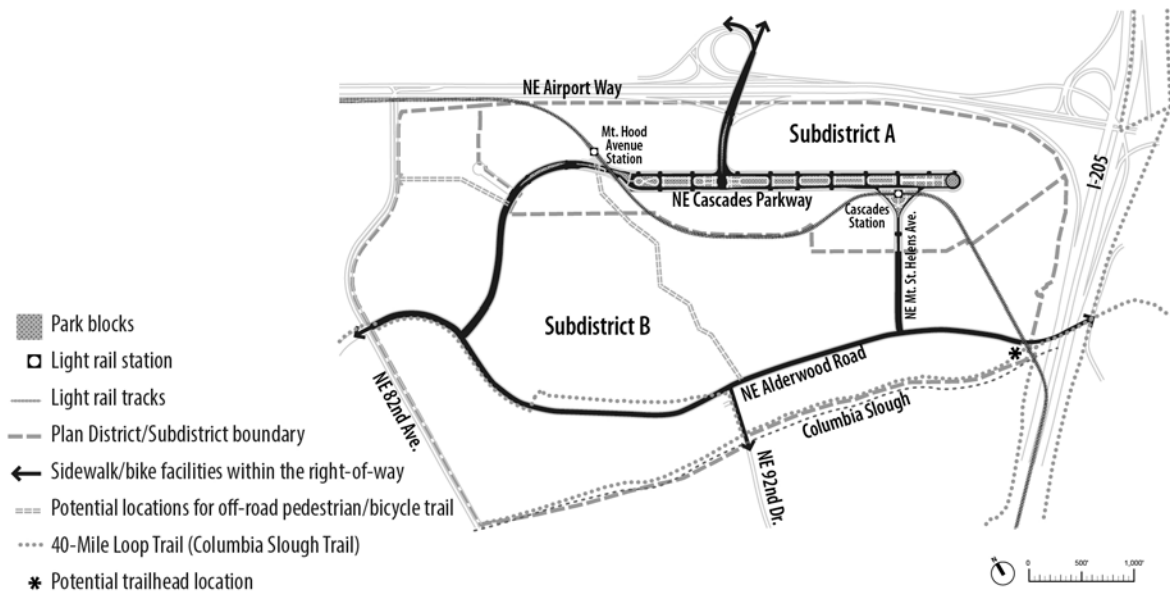 NE Airport Way
Mt. Hood
Avenue
Station
Subdistrict A
I-205
NE Cascades Parkway
Cascades
Station
NE Mt. St. Helens Ave.
Subdistrict B
NE Alderwood Road
Columbia Slough
NE 82nd Ave.
NE 92nd Dr.
Park blocks
Light rail station
Light rail tracks
Plan District/Subdistrict boundary
Sidewalk/bike facilities within the right-of-way
Potential locations for off-road pedestrian/bicycle trail
40-Mile Loop Trail (Columbia Slough Trail)
Potential trailhead location
N
0 500' 1,000'